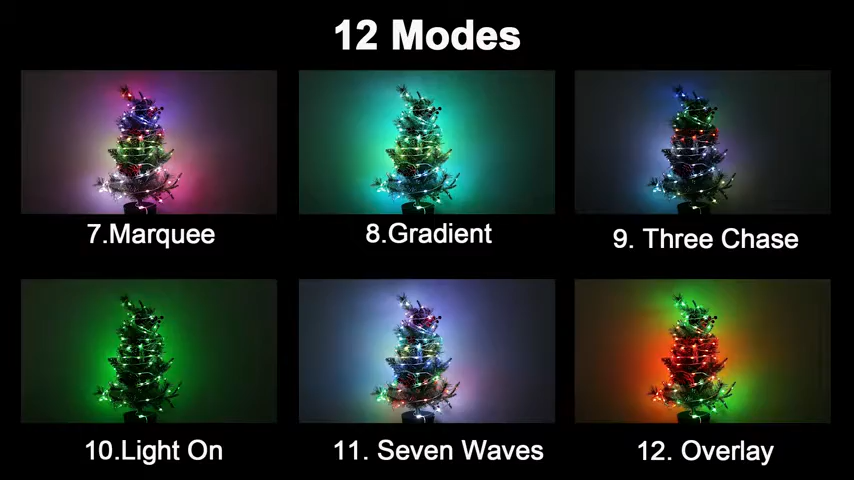 12 Modes
7.Marquee
8.Gradient
9. Three Chase
10.Light On
11. Seven Waves
12. Overlay